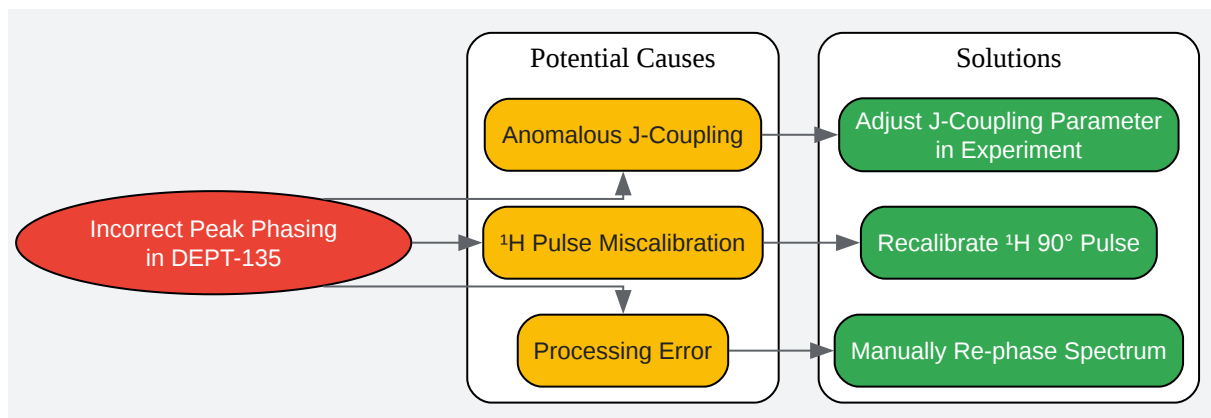 Potential Causes
Solutions
Anomalous J-Coupling
Adjust J-Coupling Parameter
in Experiment
Incorrect Peak Phasing
in DEPT-135
¹H Pulse Miscalibration
Recalibrate ¹H 90° Pulse
Processing Error
Manually Re-phase Spectrum